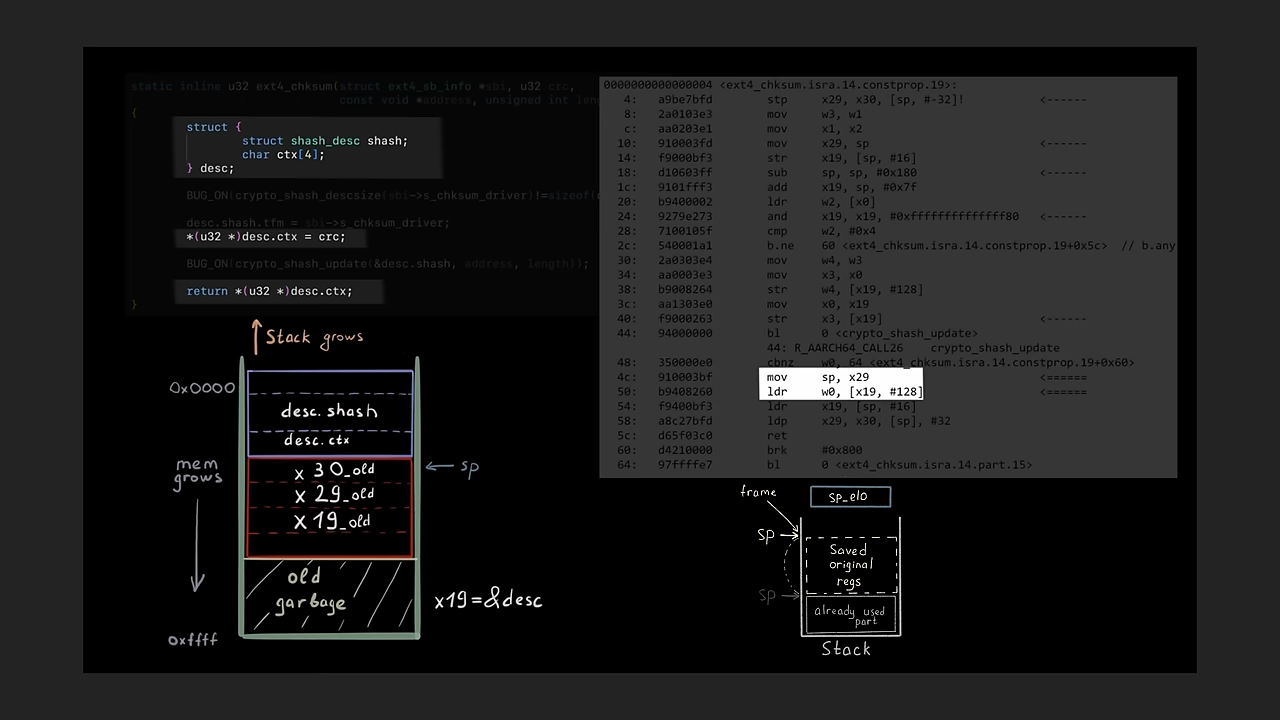 static inline u32 ext4_chksum(struct ext4_sb_info *sbi, u32 crc,
const void *address, unsigned int
{
struct {
struct shash_desc shash;
char ctx[4];
} desc;
BUG_ON(crypto_shash_descsize(sbi->s_chksum_driver)!=sizeof(
desc.shash.tfm = sbi->s_chksum_driver;
*(u32 *)desc.ctx = crc;
BUG_ON(crypto_shash_update(&desc.shash, address, length));
return *(u32 *)desc.ctx;
}
0000000000000004 <ext4_chksum.isra.14.constprop.19>:
4: a9be7bfd stp x29, x30, [sp, #-32]! <------
8: 2a0103e3 mov w3, w1
c: aa0203e1 mov x1, x2
10: 910003fd mov x29, sp <------
14: f9000bf3 str x19, [sp, #16]
18: d10603ff sub sp, sp, #0x180 <------
1c: 9101fff3 add x19, sp, #0x7f
20: b9400002 ldr w2, [x0]
24: 9279e273 and x19, x19, #0xffffffffffffff80 <------
28: 7100105f cmp w2, #0x4
2c: 540001a1 b.ne 60 <ext4_chksum.isra.14.constprop.19+0x5c> // b.any
30: 2a0303e4 mov w4, w3
34: aa0003e3 mov x3, x0
38: b9008264 str w4, [x19, #128]
3c: aa1303e0 mov x0, x19
40: f9000263 str x3, [x19] <------
44: 94000000 bl 0 <crypto_shash_update>
44: R_AARCH64_CALL26 crypto_shash_update
48: 350000e0 cbnz w0, 64 <ext4_chksum.isra.14.constprop.19+0x60>
4c: 910003bf mov sp, x29 <======
50: b9408260 ldr w0, [x19, #128] <======
54: f9400bf3 ldr x19, [sp, #16]
58: a8c27bfd ldp x29, x30, [sp], #32
5c: d65f03c0 ret
60: d4210000 brk #0x800
64: 97ffffe7 bl 0 <ext4_chksum.isra.14.part.15>
Stack grows
0x0000
desc.shash
desc.ctx
mem
grows
x30_old
sp
x29_old
x19_old
old
garbage
x19=&desc
0xffff
frame
sp_el0
sp
Saved
original
regs
sp
already used
part
Stack